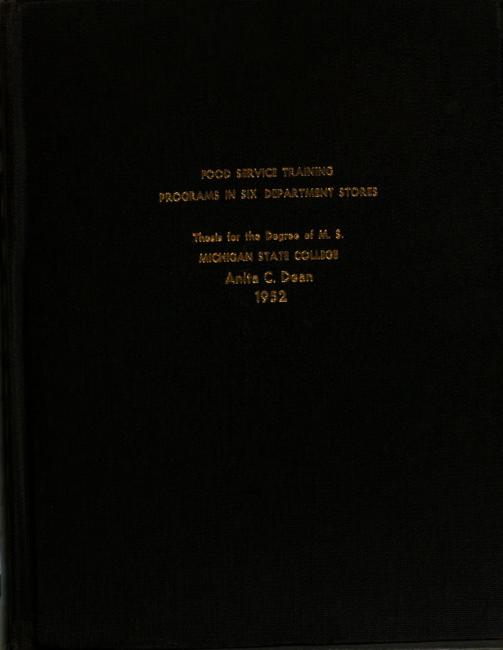 FOOD SERVICE TRAINING
PROGRAMS IN SIX DEPARTMENT STORES
Thesis for the Degree of M. S.
MICHIGAN STATE COLLEGE
Anita C. Dean
1952